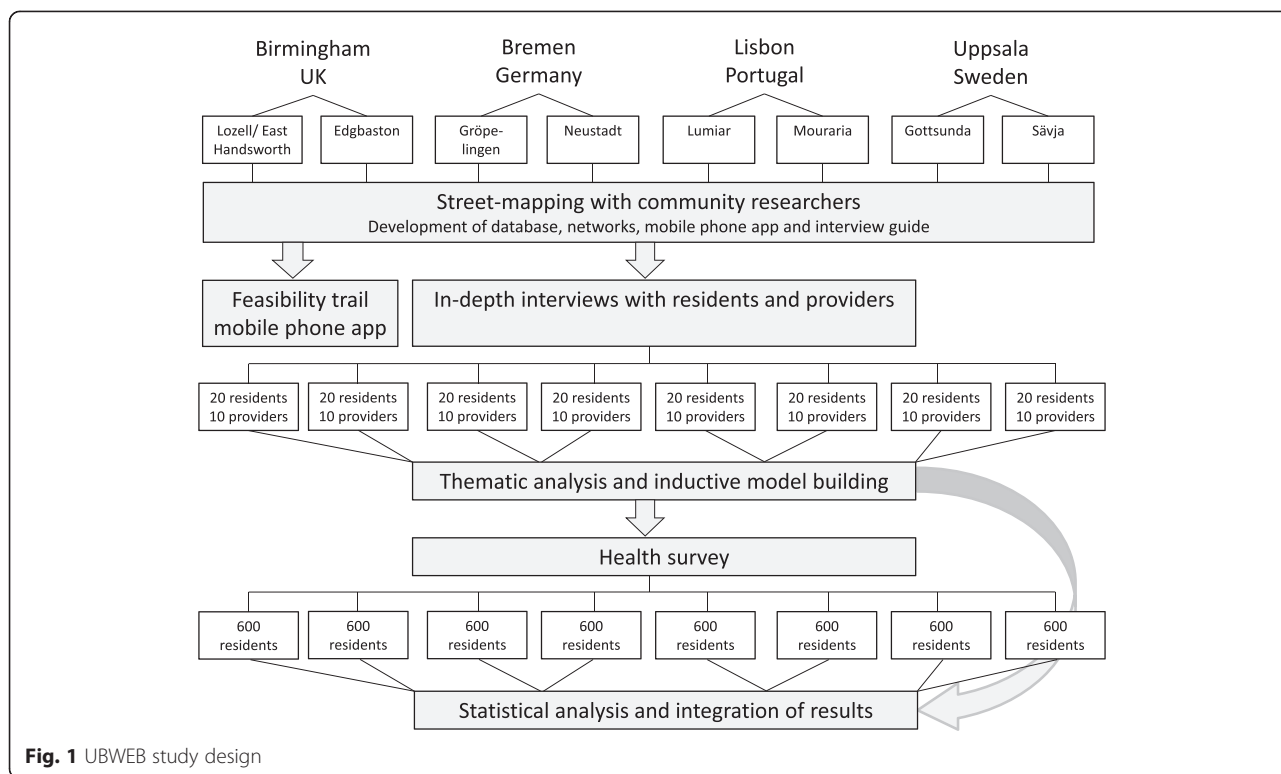 Birmingham
UK
Bremen
Germany
Lisbon
Portugal
Uppsala
Sweden
Lozell/ East
Handsworth
Edgbaston
Gröpe-
lingen
Neustadt
Lumiar
Mouraria
Gottsunda
Sävja
Street-mapping with community researchers
Development of database, networks, mobile phone app and interview guide
Feasibility trail
mobile phone app
In-depth interviews with residents and providers
20 residents
10 providers
20 residents
10 providers
20 residents
10 providers
20 residents
10 providers
20 residents
10 providers
20 residents
10 providers
20 residents
10 providers
20 residents
10 providers
Thematic analysis and inductive model building
Health survey
600
residents
600
residents
600
residents
600
residents
600
residents
600
residents
600
residents
600
residents
Statistical analysis and integration of results
Fig. 1 UBWEB study design